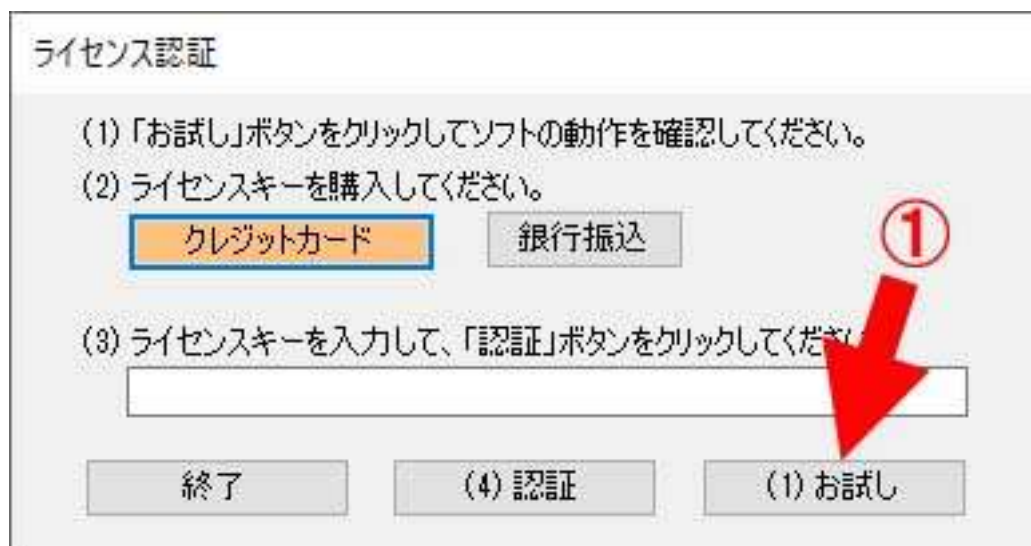 ライセンス認証
(1)「お試し」ボタンをクリックしてソフトの動作を確認してください。
(2) ライセンスキーを購入してください。
クレジットカード 銀行振込
①
(3) ライセンスキーを入力して、「認証」ボタンをクリックしてくださ
終了 (4) 認証 (1) お試し